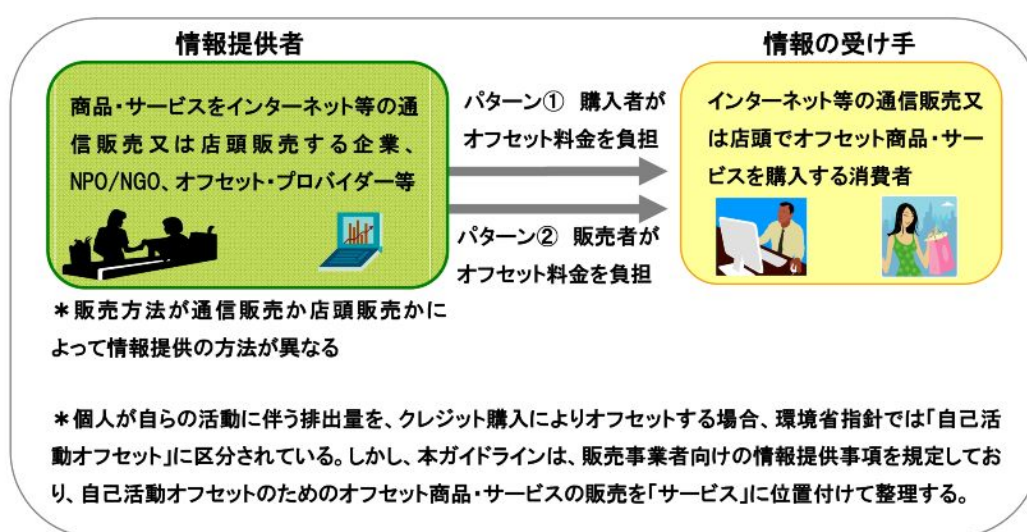 情報提供者
情報の受け手
商品・サービスをインターネット等の通
信販売又は店頭販売する企業、
NPO/NGO、オフセット・プロバイダー等
パターン① 購入者が
オフセット料金を負担
パターン② 販売者が
オフセット料金を負担
インターネット等の通信販売又
は店頭でオフセット商品・サー
ビスを購入する消費者
＊販売方法が通信販売か店頭販売かに
よって情報提供の方法が異なる
＊個人が自らの活動に伴う排出量を、クレジット購入によりオフセットする場合、環境省指針では「自己活
動オフセット」に区分されている。しかし、本ガイドラインは、販売事業者向けの情報提供事項を規定してお
り、自己活動オフセットのためのオフセット商品・サービスの販売を「サービス」に位置付けて整理する。